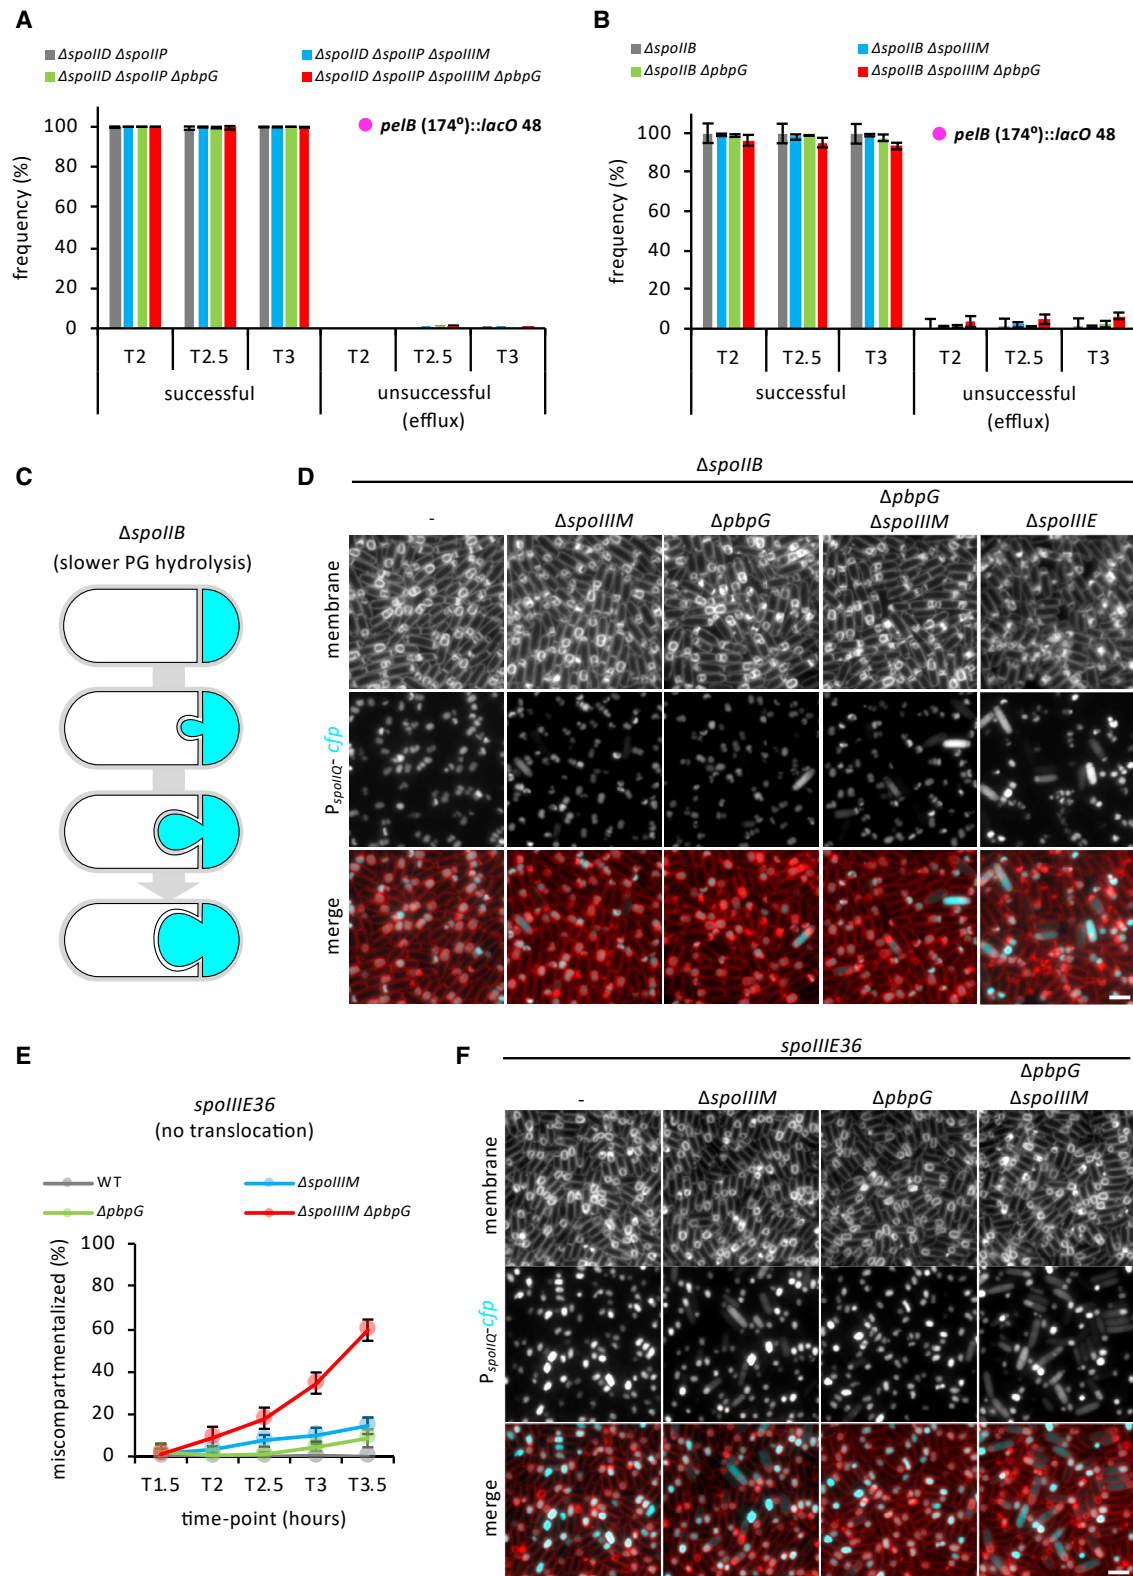 A
ΔspoIID ΔspoIIP
ΔspoIID ΔspoIIP ΔspoIIIM
ΔspoIID ΔspoIIP ΔpbpG
ΔspoIID ΔspoIIP ΔspoIIIM ΔpbpG
pelB (174º)::lacO 48
frequency (%)
100
80
60
40
20
0
T2 T2.5 T3 T2 T2.5 T3
successful unsuccessful
(efflux)
B
ΔspoIIB
ΔspoIIB ΔspoIIIM
ΔspoIIB ΔpbpG
ΔspoIIB ΔspoIIIM ΔpbpG
pelB (174º)::lacO 48
frequency (%)
100
80
60
40
20
0
T2 T2.5 T3 T2 T2.5 T3
successful unsuccessful
(efflux)
C
ΔspoIIB
(slower PG hydrolysis)
D
ΔspoIIB
ΔpbpG
- ΔspoIIIM ΔpbpG ΔspoIIIM ΔspoIIIE
membrane
PspoIIQ- cfp
merge
E
spoIIIE36
(no translocation)
WT ΔspoIIIM
ΔpbpG ΔspoIIIM ΔpbpG
miscompartmentalized (%)
100
80
60
40
20
0
T1.5 T2 T2.5 T3 T3.5
time-point (hours)
F
spoIIIE36
ΔpbpG
- ΔspoIIIM ΔpbpG ΔspoIIIM
membrane
PspoIIQ-cfp
merge